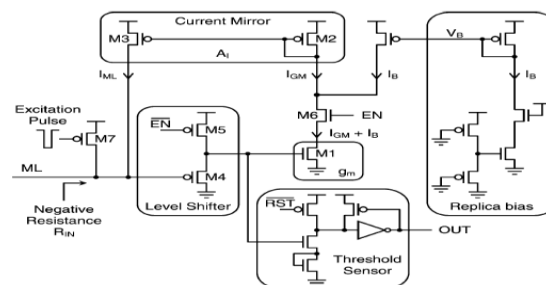 Current Mirror
M3
M2
A_I
V_B
I_ML
I_GM
I_B
I_B
Excitation
Pulse
M7
EN
M5
M6
EN
I_GM + I_B
M1
g_m
ML
M4
Negative
Resistance
R_IN
Level Shifter
RST
OUT
Threshold
Sensor
Replica bias